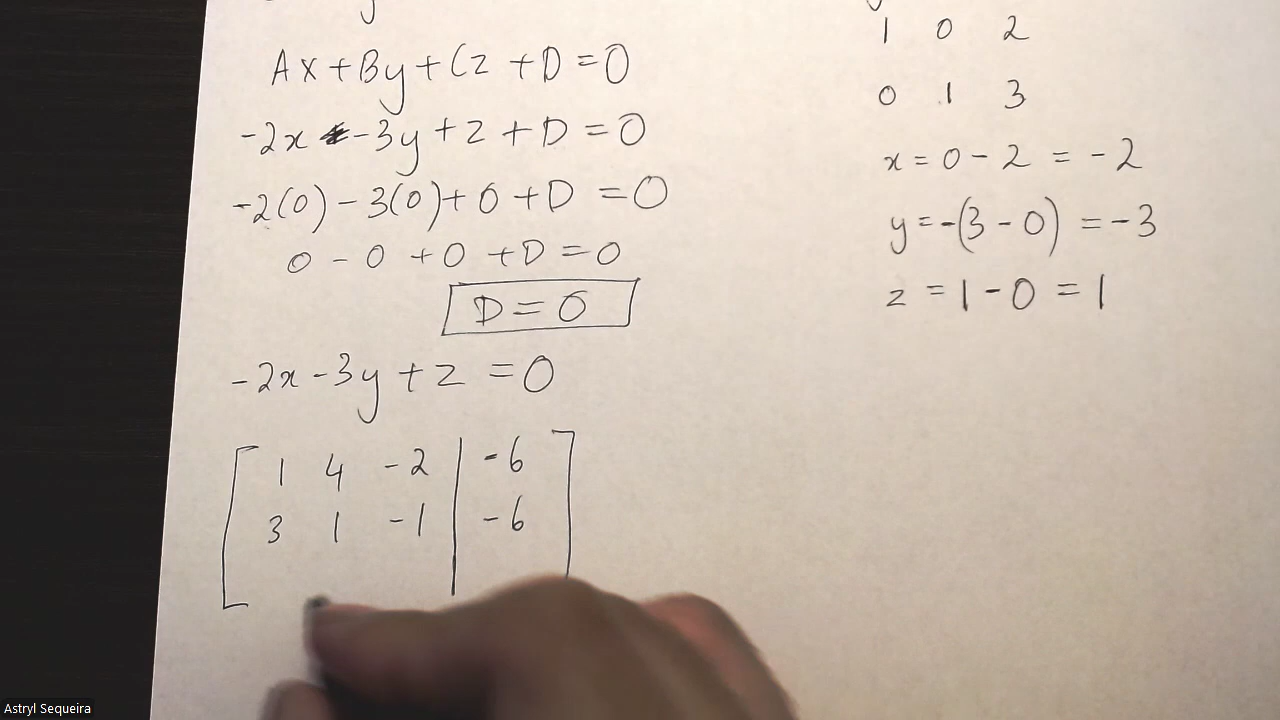 Ax + By + Cz + D = 0
-2x - 3y + z + D = 0
-2(0) - 3(0) + 0 + D = 0
0 - 0 + 0 + D = 0
D = 0
-2x - 3y + z = 0
1 4 -2 | -6
3 1 -1 | -6
1 0 2
0 1 3
x = 0 - 2 = -2
y = -(3 - 0) = -3
z = 1 - 0 = 1
Astryl Sequeira